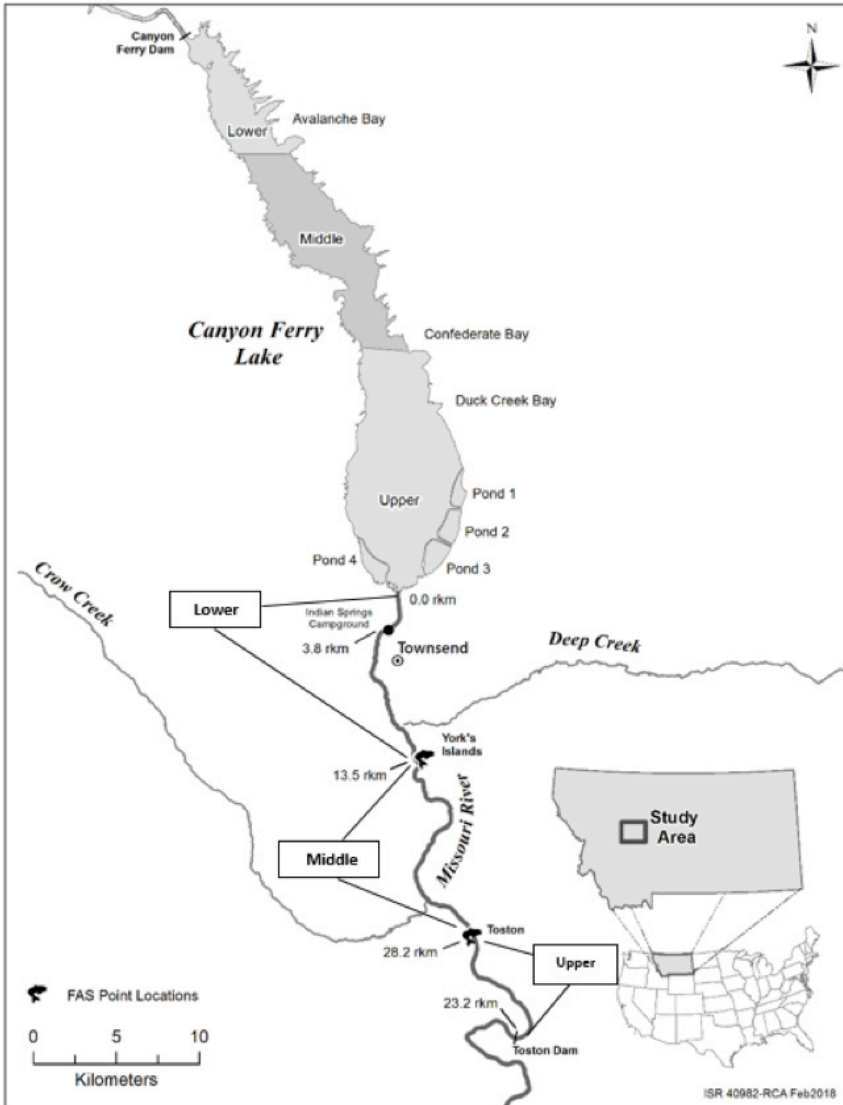 N
Canyon
Ferry Dam
Avalanche Bay
Lower
Middle
Canyon Ferry
Lake
Confederate Bay
Duck Creek Bay
Upper
Pond 1
Pond 2
Pond 3
Pond 4
Crow Creek
Lower
0.0 rkm
Indian Springs
Campground
3.8 rkm
Townsend
Deep Creek
York's
Islands
13.5 rkm
Missouri River
Study
Area
Middle
Toston
28.2 rkm
Upper
FAS Point Locations
23.2 rkm
Toston Dam
0 5 10
Kilometers
ISR 40982-RCA Feb2018